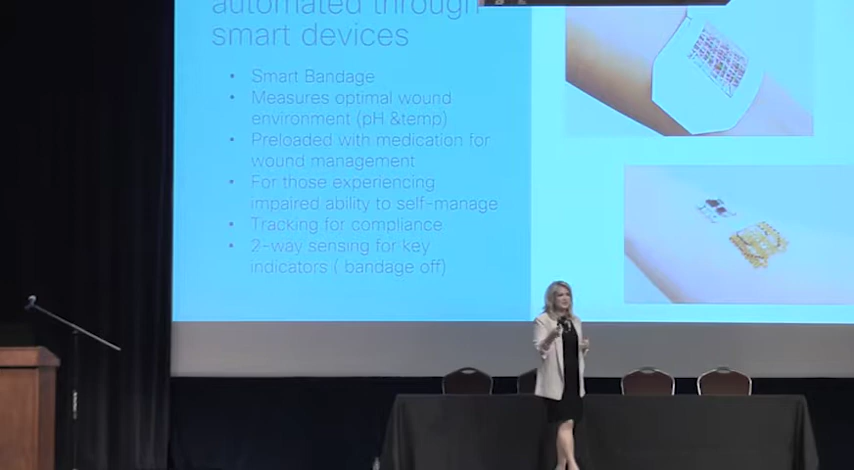 automated through
smart devices
• Smart Bandage
• Measures optimal wound
environment (pH &temp)
• Preloaded with medication for
wound management
• For those experiencing
impaired ability to self-manage
• Tracking for compliance
• 2-way sensing for key
indicators ( bandage off)